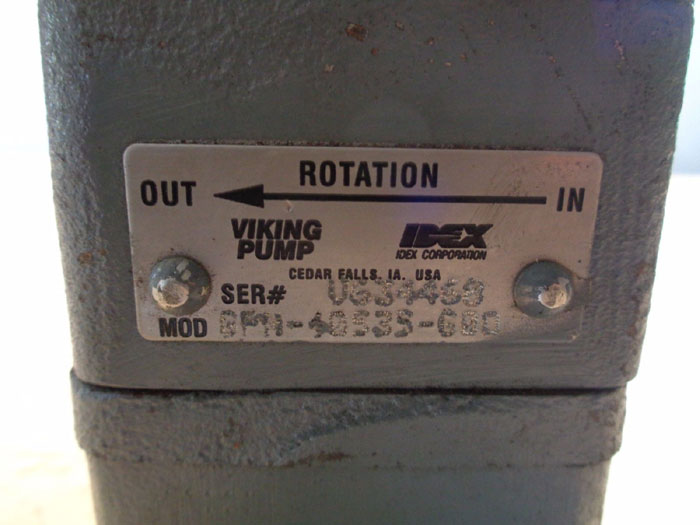 ROTATION
OUT IN
VIKING PUMP
IDEX
IDEX CORPORATION
CEDAR FALLS, IA. USA
SER#
MOD